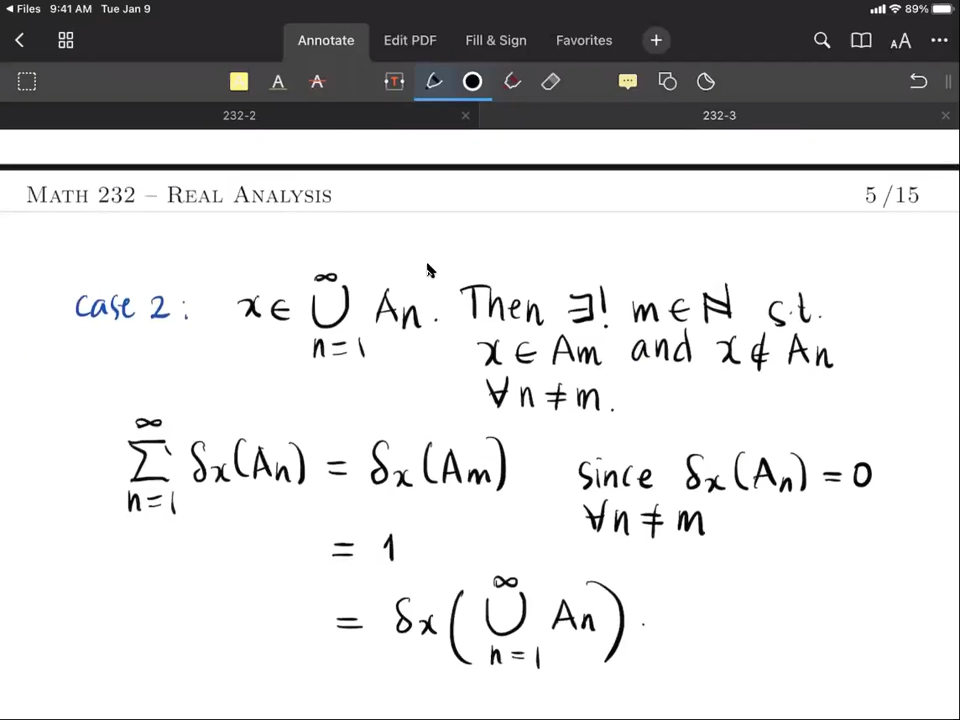 Files 9:41 AM Tue Jan 9 89%
Annotate Edit PDF Fill & Sign Favorites + AA
A A T
232-2 × 232-3 ×
MATH 232 – REAL ANALYSIS 5/15
case 2: x ∈ ⋃_{n=1}^{∞} An. Then ∃! m ∈ ℕ s.t.
x ∈ Am and x ∉ An
∀n ≠ m.
∑_{n=1}^{∞} δx(An) = δx(Am) since δx(An) = 0
∀n ≠ m
= 1
= δx(⋃_{n=1}^{∞} An).